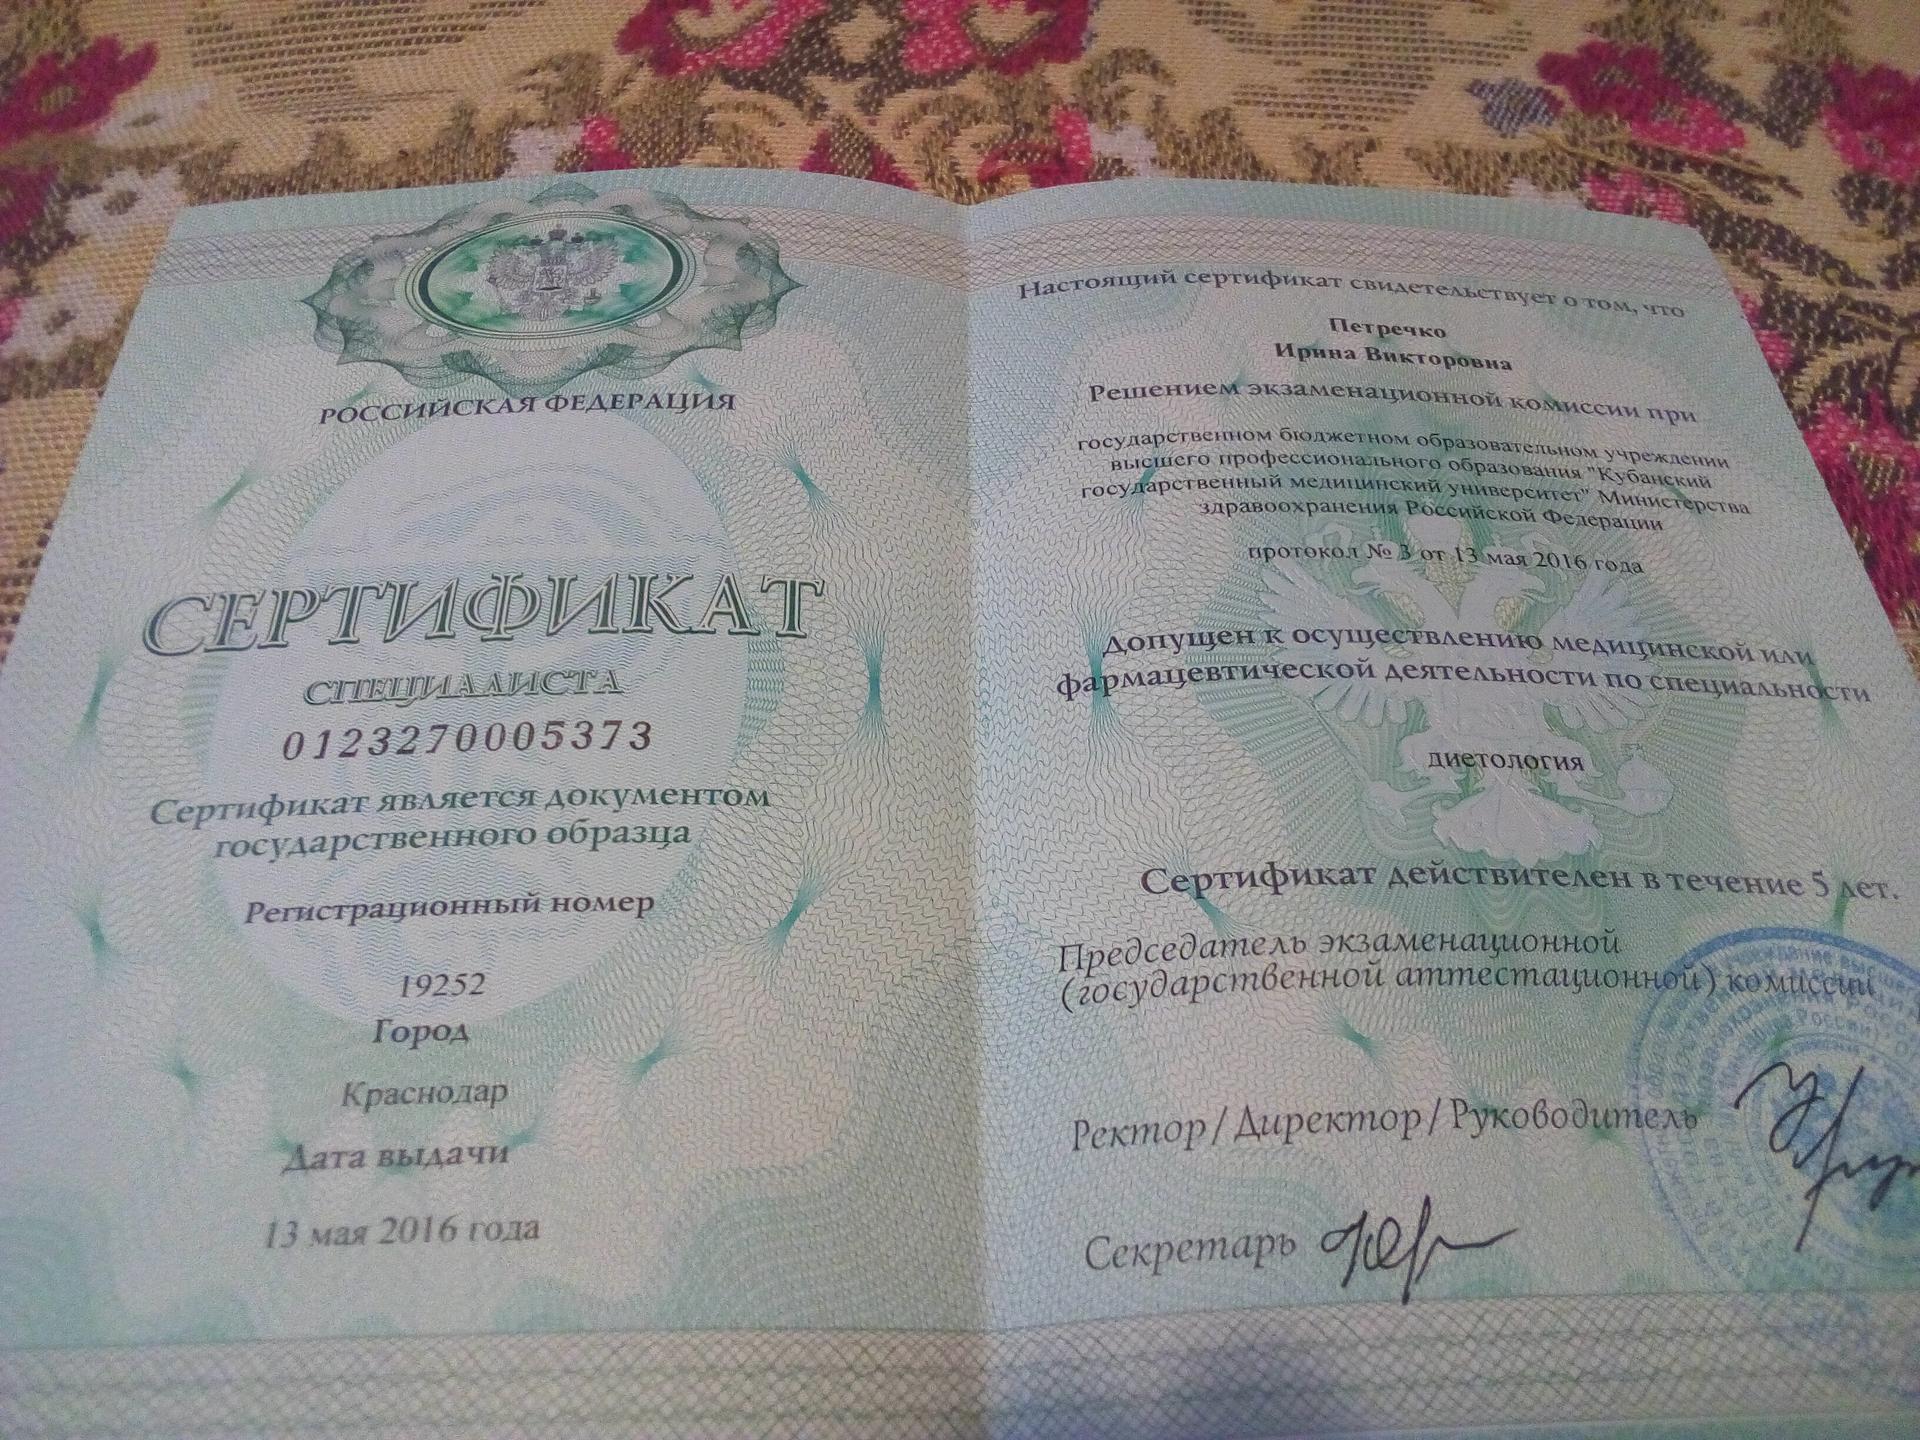 РОССИЙСКАЯ ФЕДЕРАЦИЯ
СЕРТИФИКАТ
СПЕЦИАЛИСТА
0123270005373
Сертификат является документом
государственного образца
Регистрационный номер
19252
Город
Краснодар
Дата выдачи
13 мая 2016 года
Настоящий сертификат свидетельствует о том, что
Петречко
Ирина Викторовна
Решением экзаменационной комиссии при
государственном бюджетном образовательном учреждении
высшего профессионального образования "Кубанский
государственный медицинский университет" Министерства
здравоохранения Российской Федерации
протокол № 3 от 13 мая 2016 года
Допущен к осуществлению медицинской или
фармацевтической деятельности по специальности
диетология
Сертификат действителен в течение 5 лет.
Председатель экзаменационной
(государственной аттестационной) комиссии
Ректор/Директор/Руководитель
Секретарь